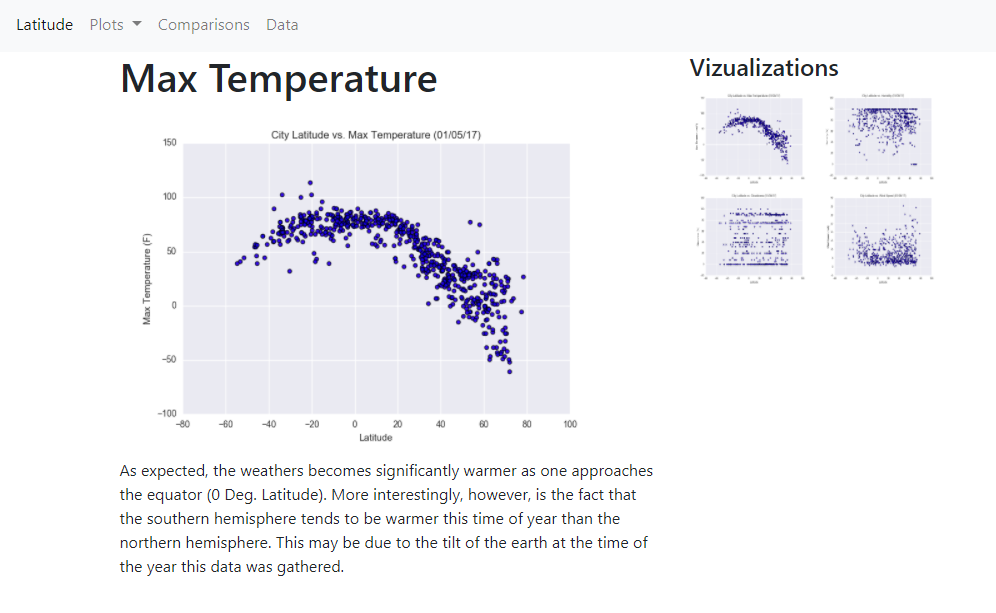 Latitude Plots Comparisons Data
Max Temperature
Vizualizations
City Latitude vs. Max Temperature (01/05/17)
150
100
50
0
−50
−100
Max Temperature (F)
−80 −60 −40 −20 0 20 40 60 80 100
Latitude
As expected, the weathers becomes significantly warmer as one approaches
the equator (0 Deg. Latitude). More interestingly, however, is the fact that
the southern hemisphere tends to be warmer this time of year than the
northern hemisphere. This may be due to the tilt of the earth at the time of
the year this data was gathered.